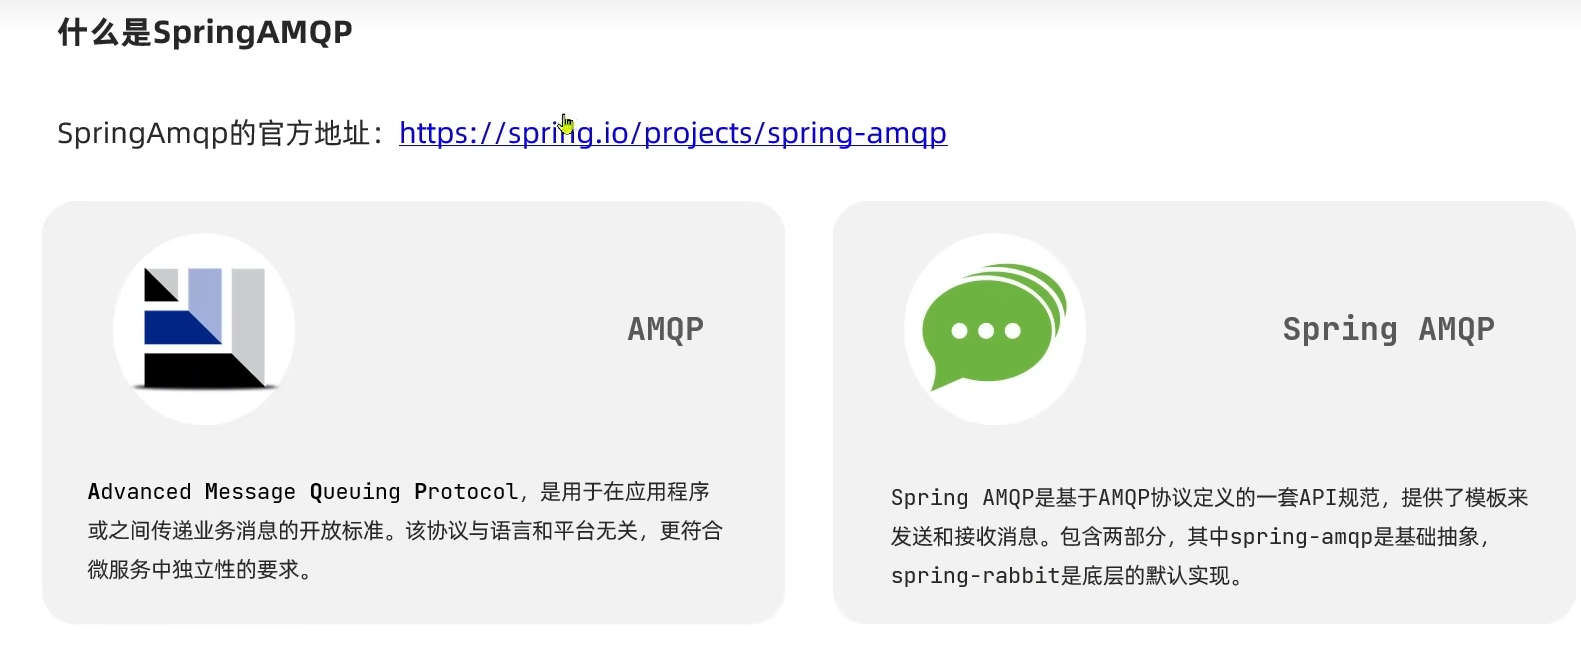 什么是SpringAMQP
SpringAmqp的官方地址：https://spring.io/projects/spring-amqp
AMQP
Advanced Message Queuing Protocol，是用于在应用程序
或之间传递业务消息的开放标准。该协议与语言和平台无关，更符合
微服务中独立性的要求。
Spring AMQP
Spring AMQP是基于AMQP协议定义的一套API规范，提供了模板来
发送和接收消息。包含两部分，其中spring-amqp是基础抽象，
spring-rabbit是底层的默认实现。